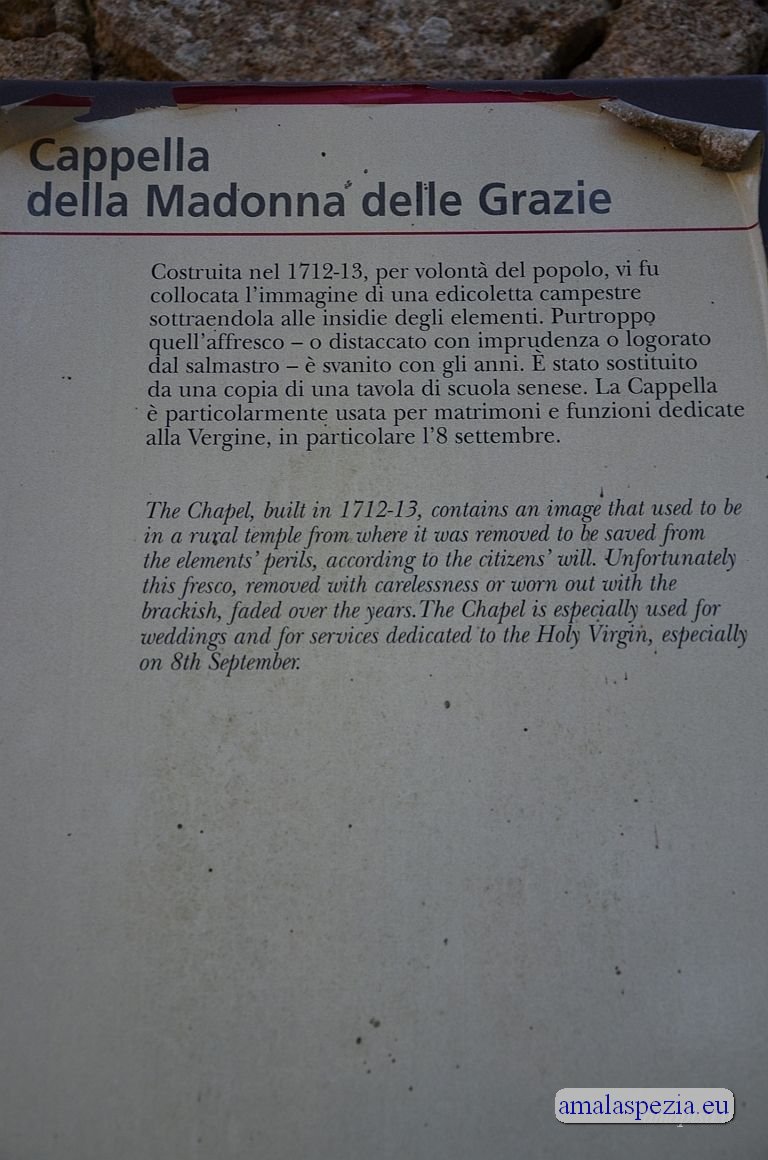 Cappella
della Madonna delle Grazie
Costruita nel 1712-13, per volontà del popolo, vi fu
collocata l'immagine di una edicoletta campestre
sottraendola alle insidie degli elementi. Purtroppo
quell'affresco – o distaccato con imprudenza o logorato
dal salmastro – è svanito con gli anni. È stato sostituito
da una copia di una tavola di scuola senese. La Cappella
è particolarmente usata per matrimoni e funzioni dedicate
alla Vergine, in particolare l'8 settembre.
The Chapel, built in 1712-13, contains an image that used to be
in a rural temple from where it was removed to be saved from
the elements' perils, according to the citizens' will. Unfortunately
this fresco, removed with carelessness or worn out with the
brackish, faded over the years. The Chapel is especially used for
weddings and for services dedicated to the Holy Virgin, especially
on 8th September.
amalaspezia.eu